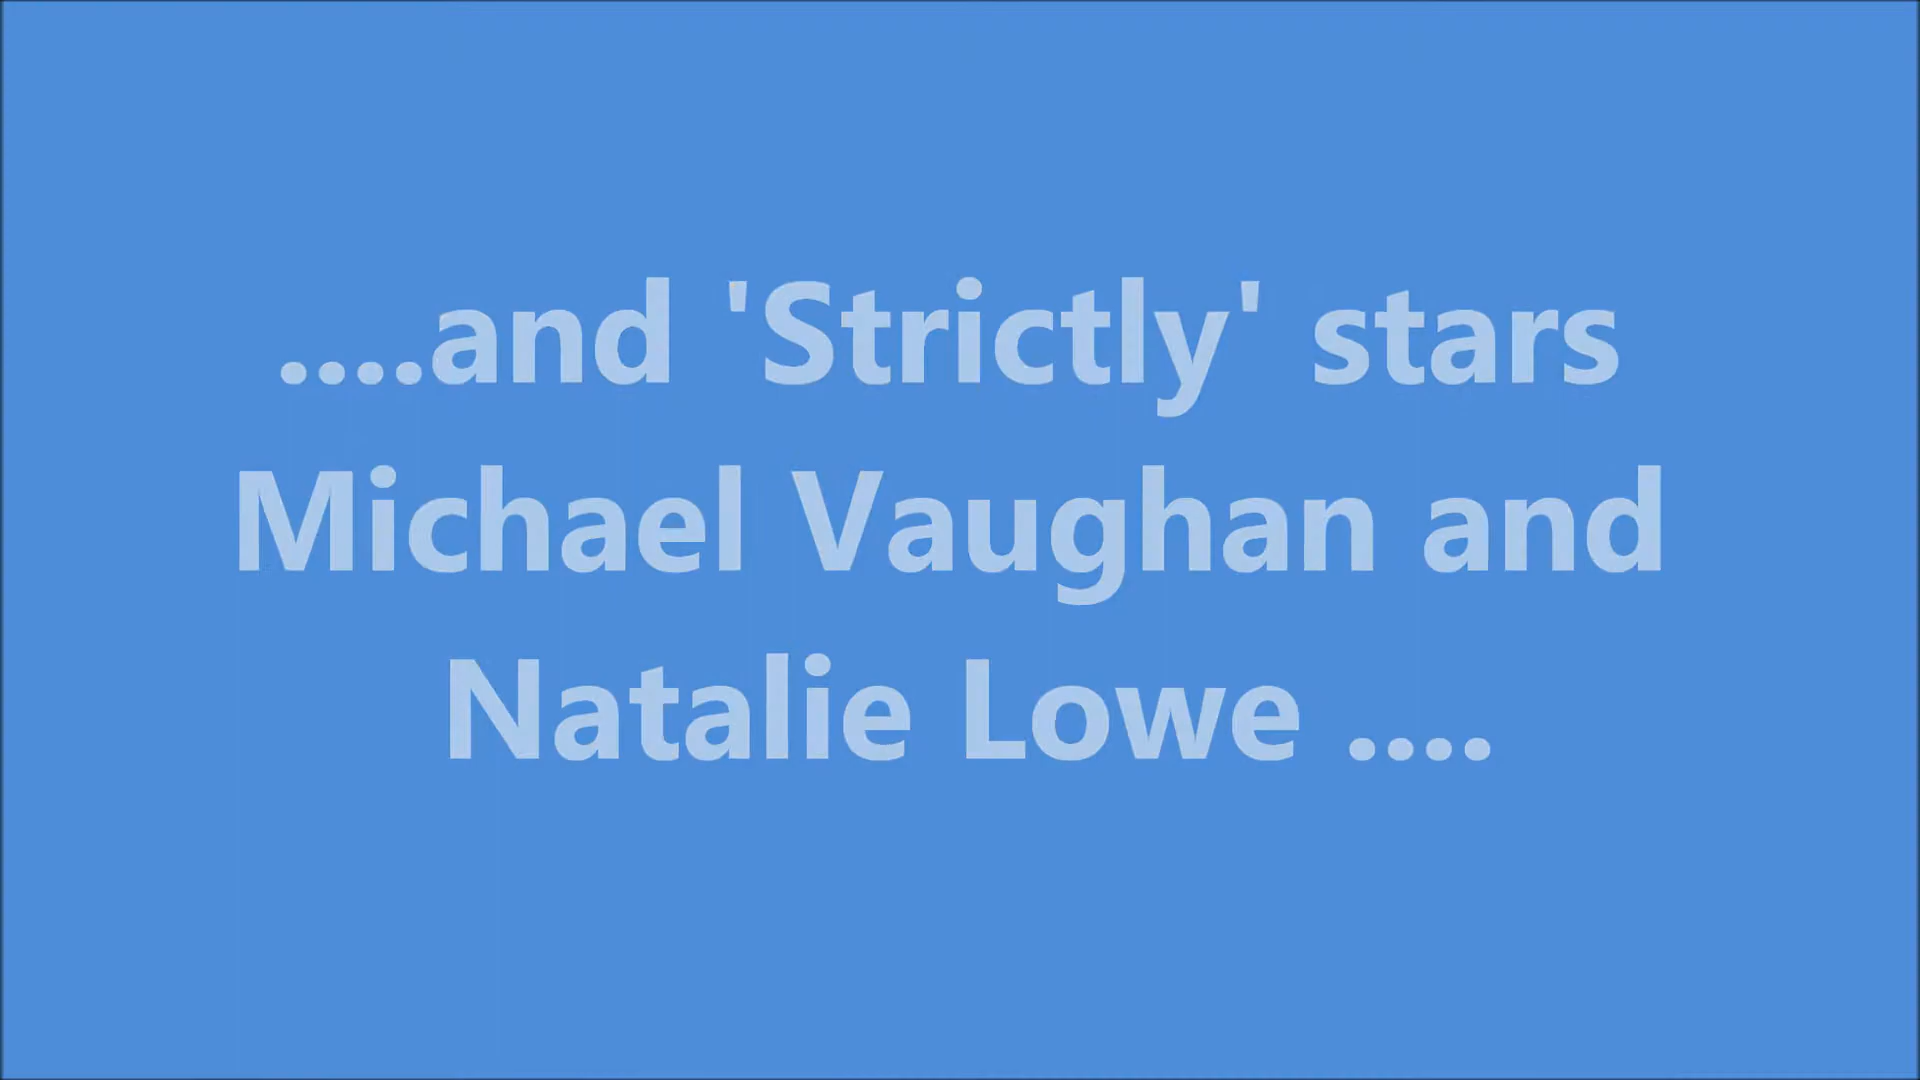 ....and 'Strictly' stars
Michael Vaughan and
Natalie Lowe ....